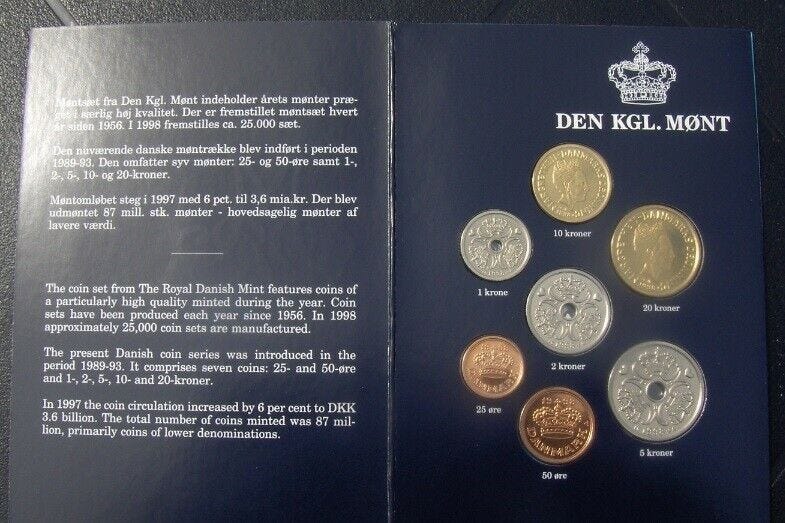 Møntsæt fra Den Kgl. Mønt indeholder årets mønter præ-
get i særlig høj kvalitet. Der er fremstillet møntsæt hvert
år siden 1956. I 1998 fremstilles ca. 25.000 sæt.
Den nuværende danske møntrække blev indført i perioden
1989-93. Den omfatter syv mønter: 25- og 50-øre samt 1-,
2-, 5-, 10- og 20-kroner.
Møntomløbet steg i 1997 med 6 pct. til 3,6 mia.kr. Der blev
udmøntet 87 mill. stk. mønter - hovedsagelig mønter af
lavere værdi.
The coin set from The Royal Danish Mint features coins of
a particularly high quality minted during the year. Coin
sets have been produced each year since 1956. In 1998
approximately 25,000 coin sets are manufactured.
The present Danish coin series was introduced in the
period 1989-93. It comprises seven coins: 25- and 50-øre
and 1-, 2-, 5-, 10- and 20-kroner.
In 1997 the coin circulation increased by 6 per cent to DKK
3.6 billion. The total number of coins minted was 87 mil-
lion, primarily coins of lower denominations.
DEN KGL. MØNT
10 kroner
1 krone
20 kroner
2 kroner
25 øre
DANMARK
50 øre
DANMARK
5 kroner